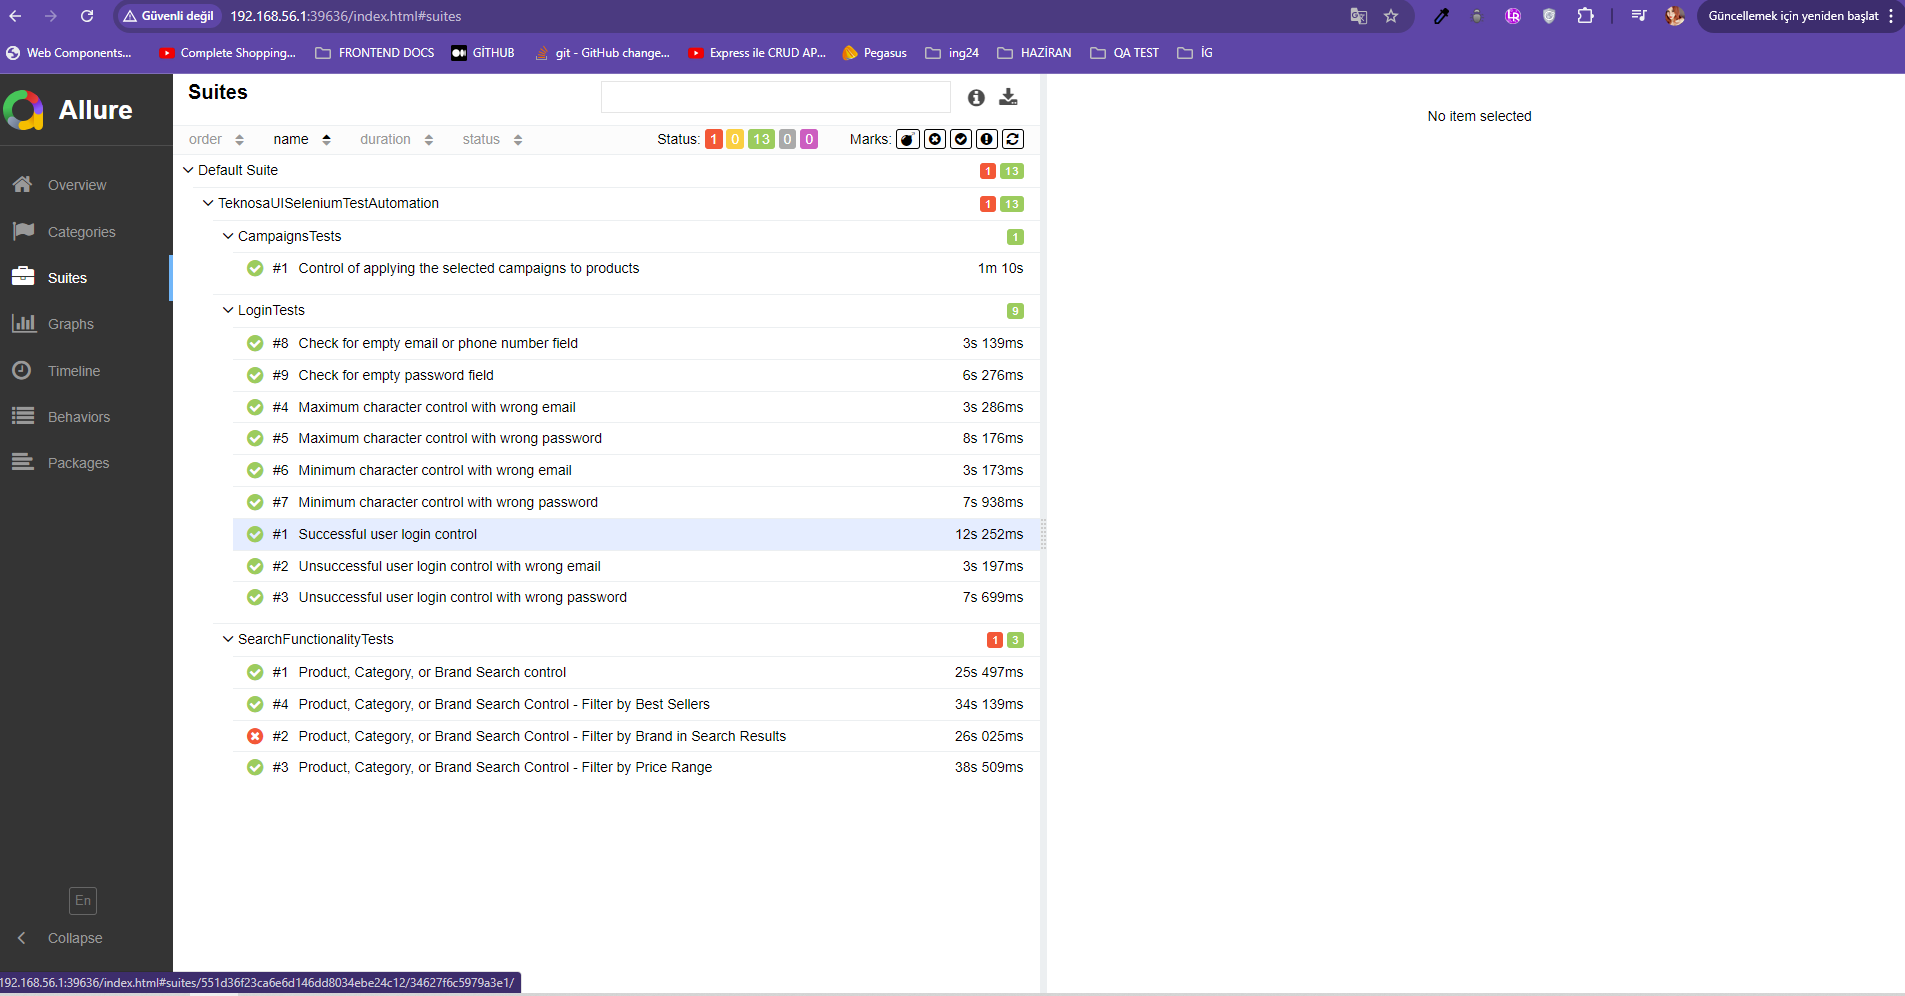 Güvenli değil 192.168.56.1:39636/index.html#suites Güncellemek için yeniden başlat
Web Components... Complete Shopping... FRONTEND DOCS GİTHUB git - GitHub change... Express ile CRUD AP... Pegasus ing24 HAZİRAN QA TEST İG
Allure
Overview
Categories
Suites
Graphs
Timeline
Behaviors
Packages
En
Collapse
Suites
order name duration status Status: 1 0 13 0 0 Marks:
Default Suite 1 13
TeknosaUISeleniumTestAutomation 1 13
CampaignsTests 1
#1 Control of applying the selected campaigns to products 1m 10s
LoginTests 9
#8 Check for empty email or phone number field 3s 139ms
#9 Check for empty password field 6s 276ms
#4 Maximum character control with wrong email 3s 286ms
#5 Maximum character control with wrong password 8s 176ms
#6 Minimum character control with wrong email 3s 173ms
#7 Minimum character control with wrong password 7s 938ms
#1 Successful user login control 12s 252ms
#2 Unsuccessful user login control with wrong email 3s 197ms
#3 Unsuccessful user login control with wrong password 7s 699ms
SearchFunctionalityTests 1 3
#1 Product, Category, or Brand Search control 25s 497ms
#4 Product, Category, or Brand Search Control - Filter by Best Sellers 34s 139ms
#2 Product, Category, or Brand Search Control - Filter by Brand in Search Results 26s 025ms
#3 Product, Category, or Brand Search Control - Filter by Price Range 38s 509ms
No item selected
192.168.56.1:39636/index.html#suites/551d36f23ca6e6d146dd8034ebe24c12/34627f6c5979a3e1/